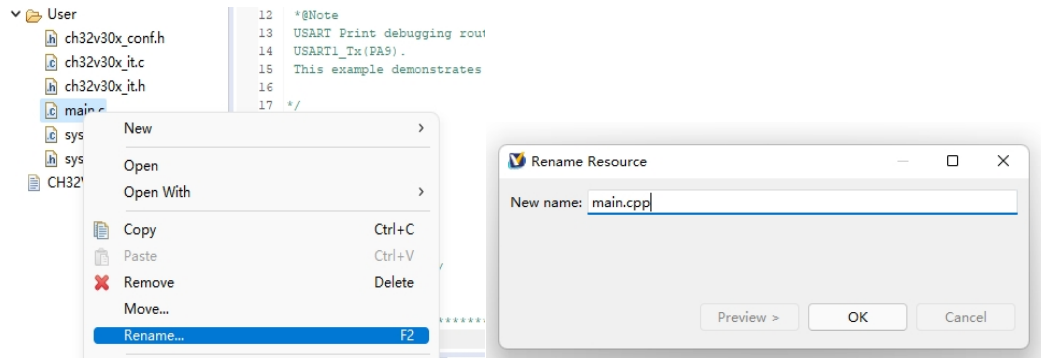 User
ch32v30x_conf.h
ch32v30x_it.c
ch32v30x_it.h
main.c
sys
sys
CH32V
12 *@Note
13 USART Print debugging rout
14 USART1_Tx(PA9).
15 This example demonstrates
16
17 */
New
Open
Open With
Copy Ctrl+C
Paste Ctrl+V
Remove Delete
Move...
Rename... F2
Rename Resource
New name: main.cpp
Preview >
OK
Cancel